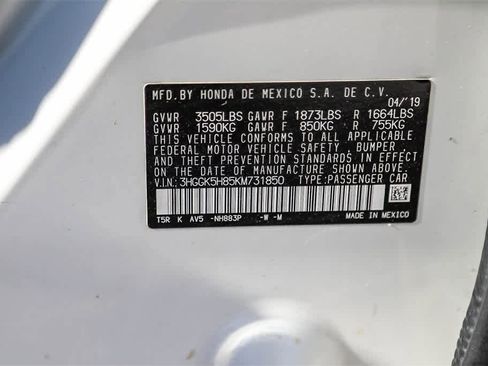 MFD. BY HONDA DE MEXICO S.A. DE C.V.
04/'19
GVWR 3505LBS GAWR F 1873LBS R 1664LBS
GVWR 1590KG GAWR F 850KG R 755KG
THIS VEHICLE CONFORMS TO ALL APPLICABLE
FEDERAL MOTOR VEHICLE SAFETY, BUMPER
AND THEFT PREVENTION STANDARDS IN EFFECT
ON THE DATE OF MANUFACTURE SHOWN ABOVE.
V.I.N.: 3HGGK5H85KM731850 TYPE:PASSENGER CAR
T5R K AV5 -NH883P -W -M MADE IN MEXICO